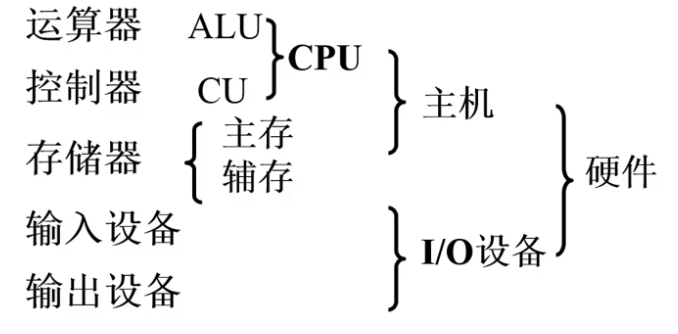 运算器 ALU
CPU
控制器 CU
主机
存储器 主存
辅存
硬件
输入设备
I/O设备
输出设备